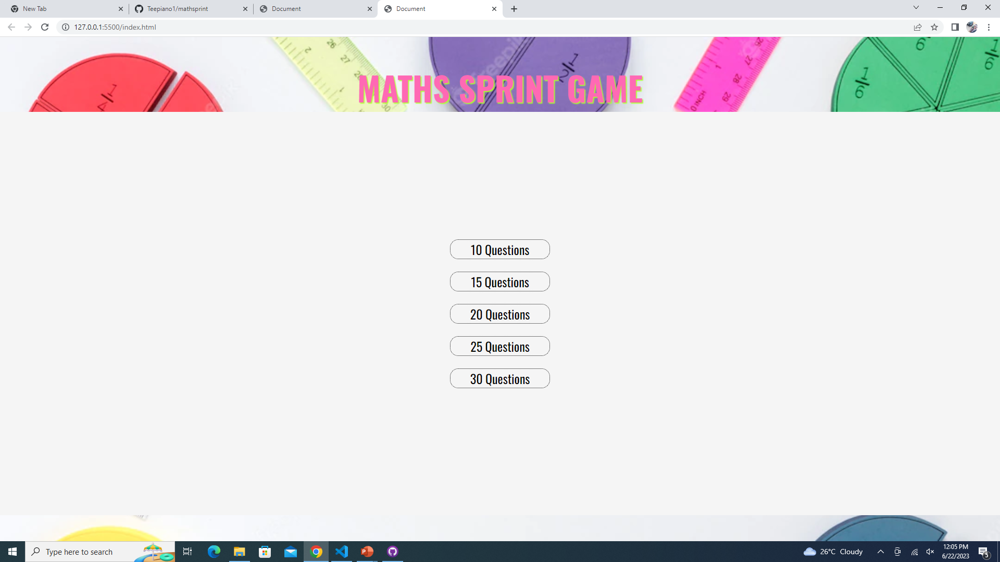 New Tab
Teepiano1/mathsprint
Document
Document
127.0.0.1:5500/index.html
MATHS SPRINT GAME
10 Questions
15 Questions
20 Questions
25 Questions
30 Questions
Type here to search
26°C Cloudy
12:05 PM
6/22/2023
5